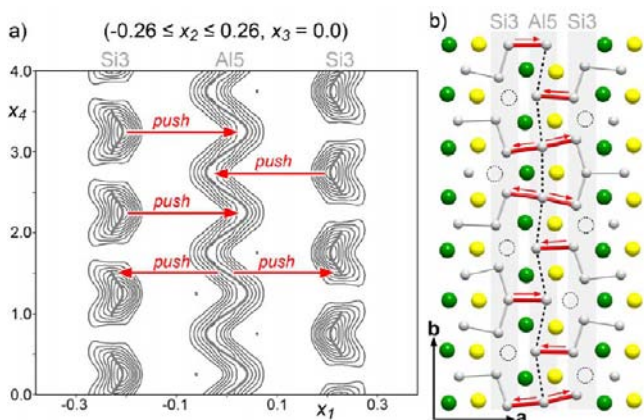 a)
(-0.26 ≤ x₂ ≤ 0.26, x₃ = 0.0)
Si3 Al5 Si3
4.0
x₄
3.0
2.0
1.0
0.0
push
push
push
push push
-0.3 -0.1 0.1 0.3
x₁
b)
Si3 Al5 Si3
b
a